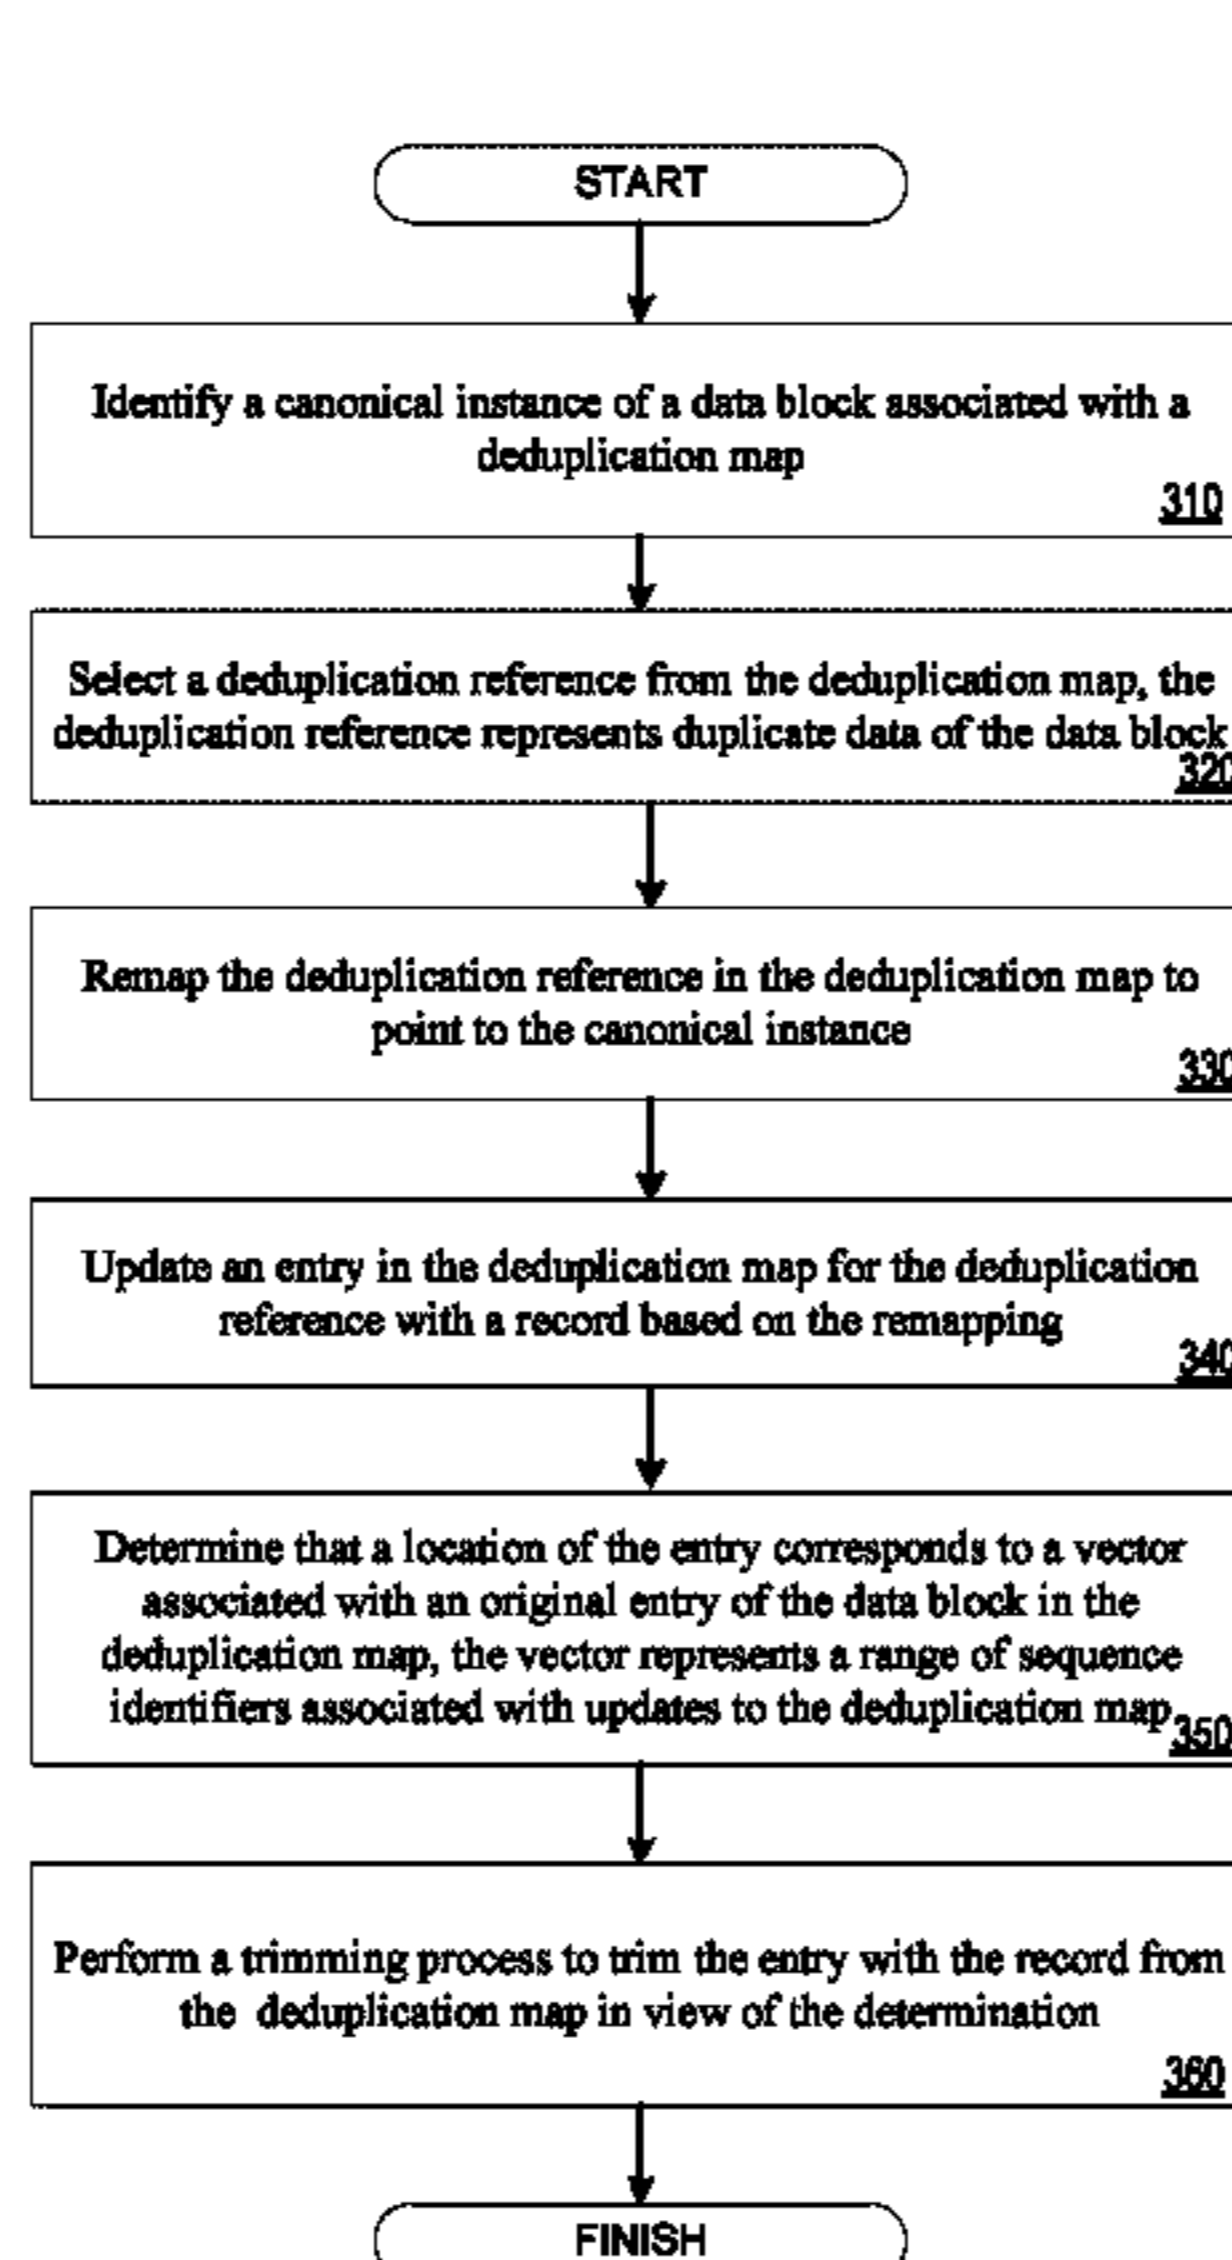 START
Identify a canonical instance of a data block associated with a
deduplication map
310
Select a deduplication reference from the deduplication map, the
deduplication reference represents duplicate data of the data block
320
Remap the deduplication reference in the deduplication map to
point to the canonical instance
330
Update an entry in the deduplication map for the deduplication
reference with a record based on the remapping
340
Determine that a location of the entry corresponds to a vector
associated with an original entry of the data block in the
deduplication map, the vector represents a range of sequence
identifiers associated with updates to the deduplication map
350
Perform a trimming process to trim the entry with the record from
the deduplication map in view of the determination
360
FINISH